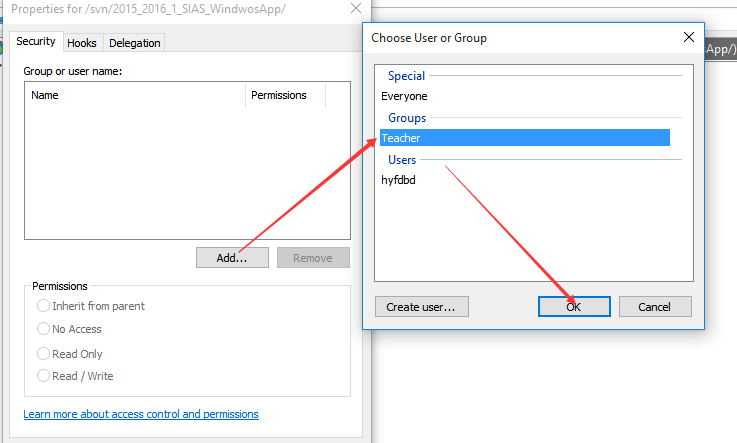 Properties for /svn/2015_2016_1_SIAS_WindwosApp/
Security Hooks Delegation
Group or user name:
Name Permissions
Add... Remove
Permissions
Inherit from parent
No Access
Read Only
Read / Write
Learn more about access control and permissions
Choose User or Group
Special
Everyone
Groups
Teacher
Users
hyfdbd
Create user... OK Cancel
App/)